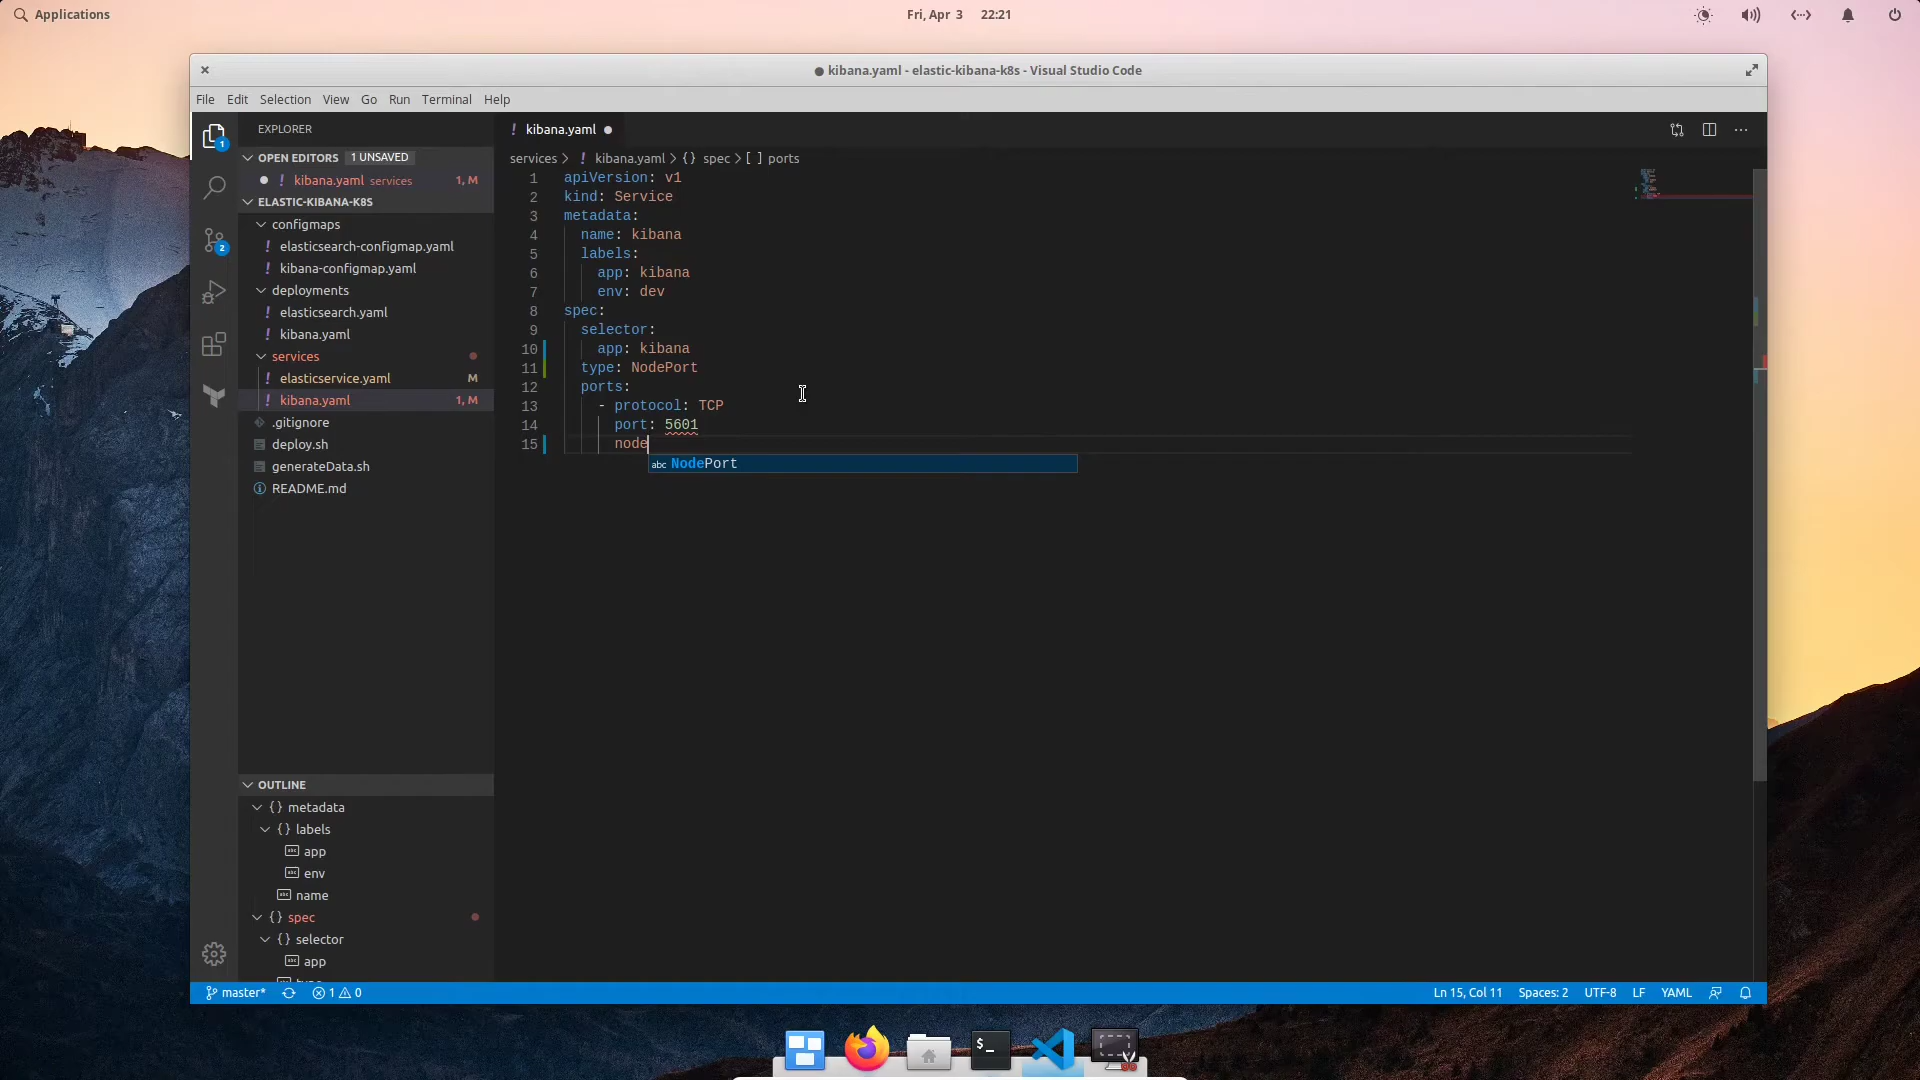 Applications
Fri, Apr 3 22:21
kibana.yaml - elastic-kibana-k8s - Visual Studio Code
File Edit Selection View Go Run Terminal Help
EXPLORER
OPEN EDITORS 1 UNSAVED
kibana.yaml services 1, M
ELASTIC-KIBANA-K8S
configmaps
elasticsearch-configmap.yaml
kibana-configmap.yaml
deployments
elasticsearch.yaml
kibana.yaml
services
elasticservice.yaml M
kibana.yaml 1, M
.gitignore
deploy.sh
generateData.sh
README.md
OUTLINE
{} metadata
{} labels
app
env
name
{} spec
{} selector
app
1
2
! kibana.yaml
services > ! kibana.yaml > {} spec > [ ] ports
1 apiVersion: v1
2 kind: Service
3 metadata:
4 name: kibana
5 labels:
6 app: kibana
7 env: dev
8 spec:
9 selector:
10 app: kibana
11 type: NodePort
12 ports:
13 - protocol: TCP
14 port: 5601
15 node
abc NodePort
master* 1 0
Ln 15, Col 11 Spaces: 2 UTF-8 LF YAML
$_